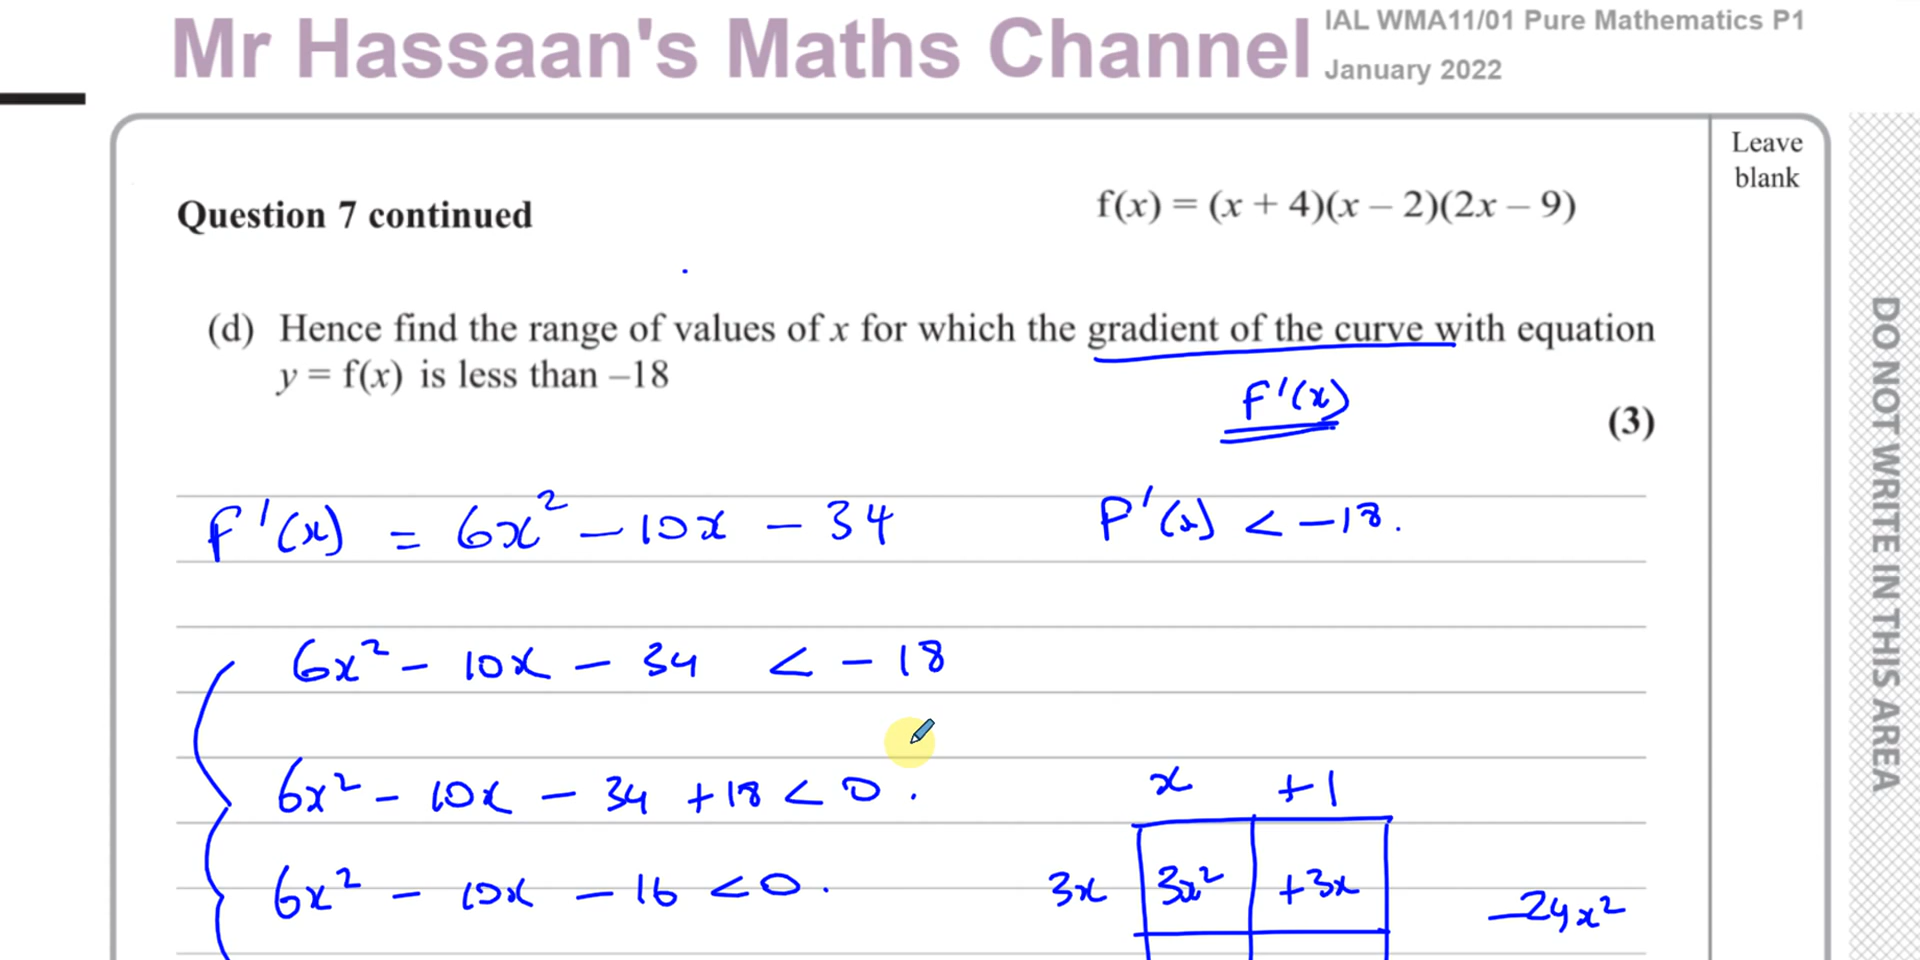 Mr Hassaan's Maths Channel
IAL WMA11/01 Pure Mathematics P1
January 2022
Leave
blank
Question 7 continued
f(x) = (x + 4)(x – 2)(2x – 9)
(d) Hence find the range of values of x for which the gradient of the curve with equation
y = f(x) is less than –18
F'(x)
(3)
F'(x) = 6x² – 10x – 34
F'(x) < –18.
6x² – 10x – 34 < –18
6x² – 10x – 34 + 18 < 0.
x +1
6x² – 10x – 16 < 0.
3x 3x² +3x
–24x²
DO NOT WRITE IN THIS AREA